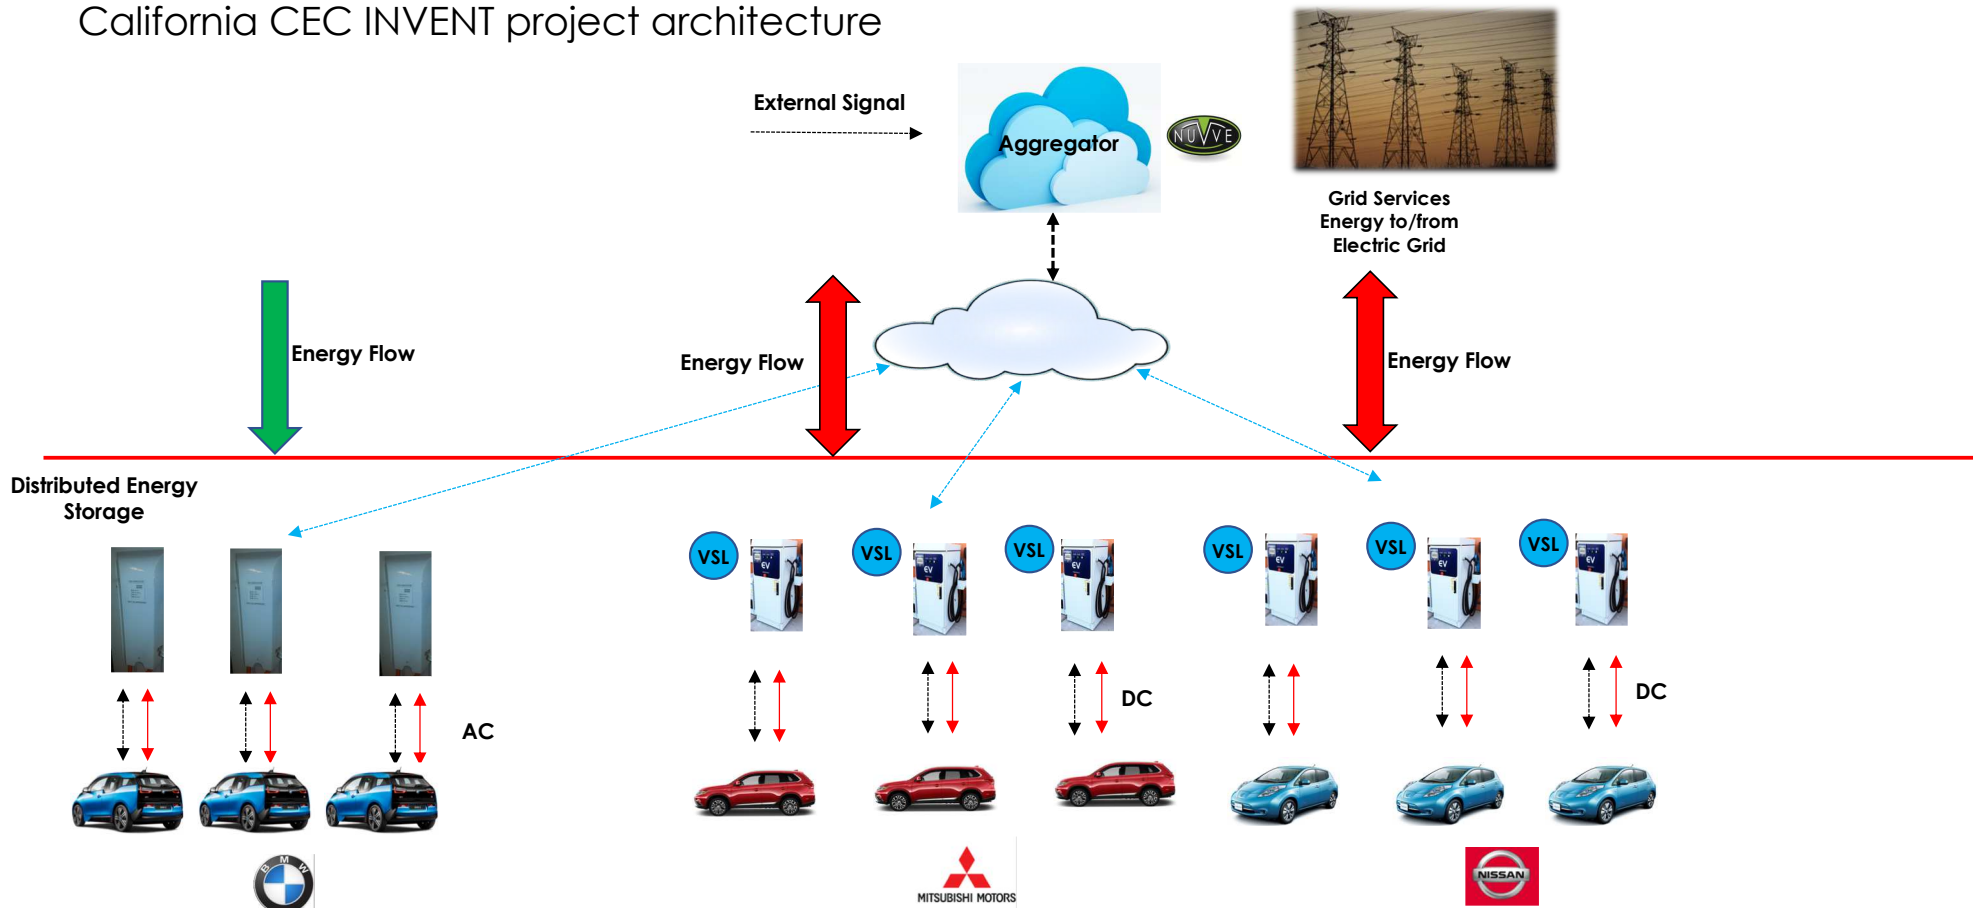 California CEC INVENT project architecture
External Signal
Aggregator
NUVVE
Grid Services
Energy to/from
Electric Grid
Energy Flow
Energy Flow
Energy Flow
Distributed Energy
Storage
VSL
VSL
VSL
VSL
VSL
VSL
EV
EV
EV
EV
EV
EV
AC
DC
DC
BMW
MITSUBISHI MOTORS
NISSAN